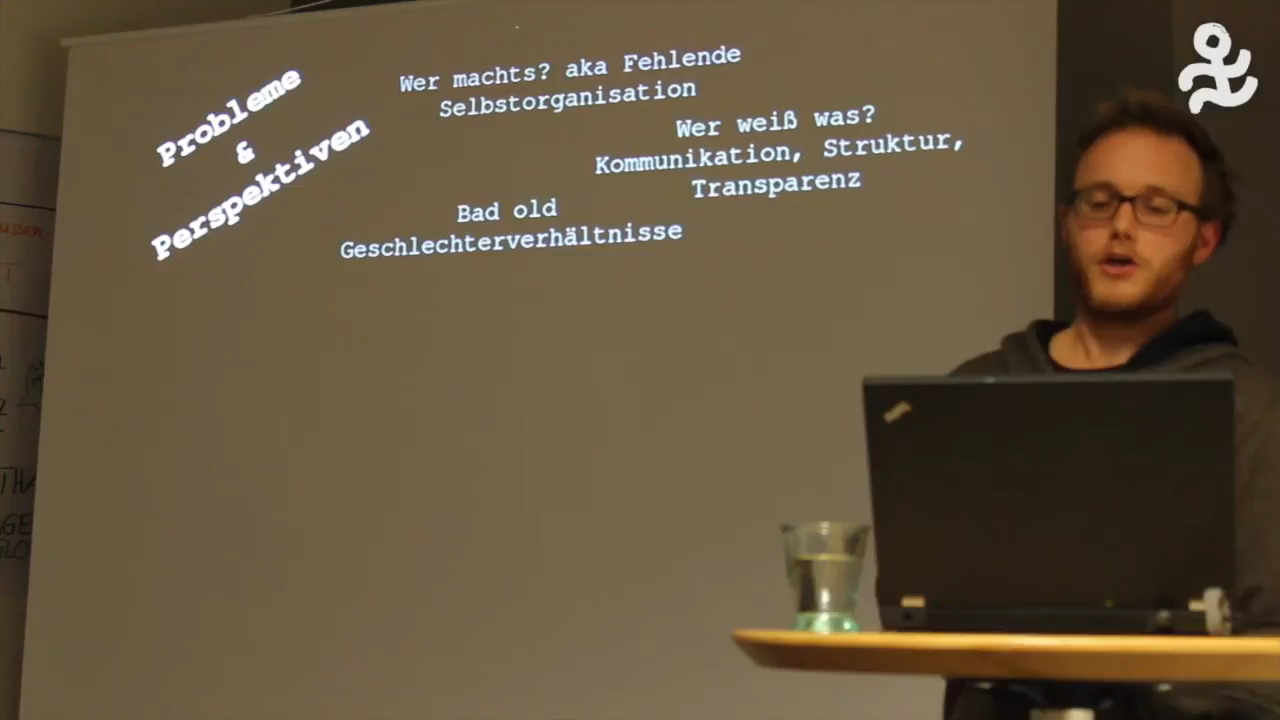 Probleme
&
Perspektiven
Wer machts? aka Fehlende
Selbstorganisation
Wer weiß was?
Kommunikation, Struktur,
Transparenz
Bad old
Geschlechterverhältnisse